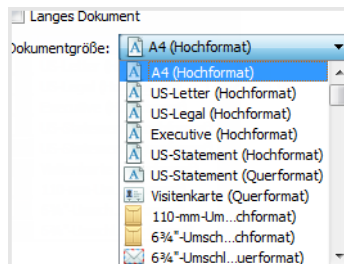 Langes Dokument
Dokumentgröße: A4 (Hochformat)
A4 (Hochformat)
US-Letter (Hochformat)
US-Legal (Hochformat)
Executive (Hochformat)
US-Statement (Hochformat)
US-Statement (Querformat)
Visitenkarte (Querformat)
110-mm-Um...chformat)
6¾"-Umsch...chformat)
6¾"-Umschl...uerformat)